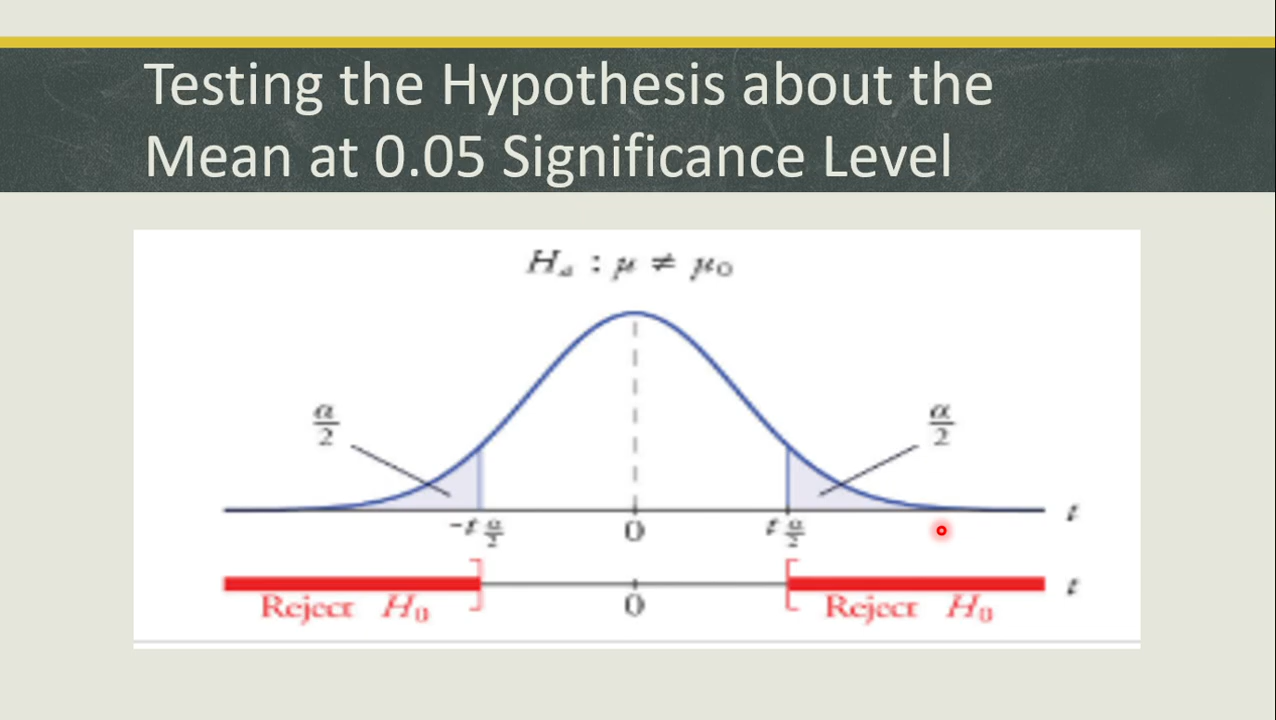 Testing the Hypothesis about the
Mean at 0.05 Significance Level
Hₐ : μ ≠ μ₀
α/2
α/2
-t α/2 0 t α/2 t
0 t
Reject H₀ Reject H₀